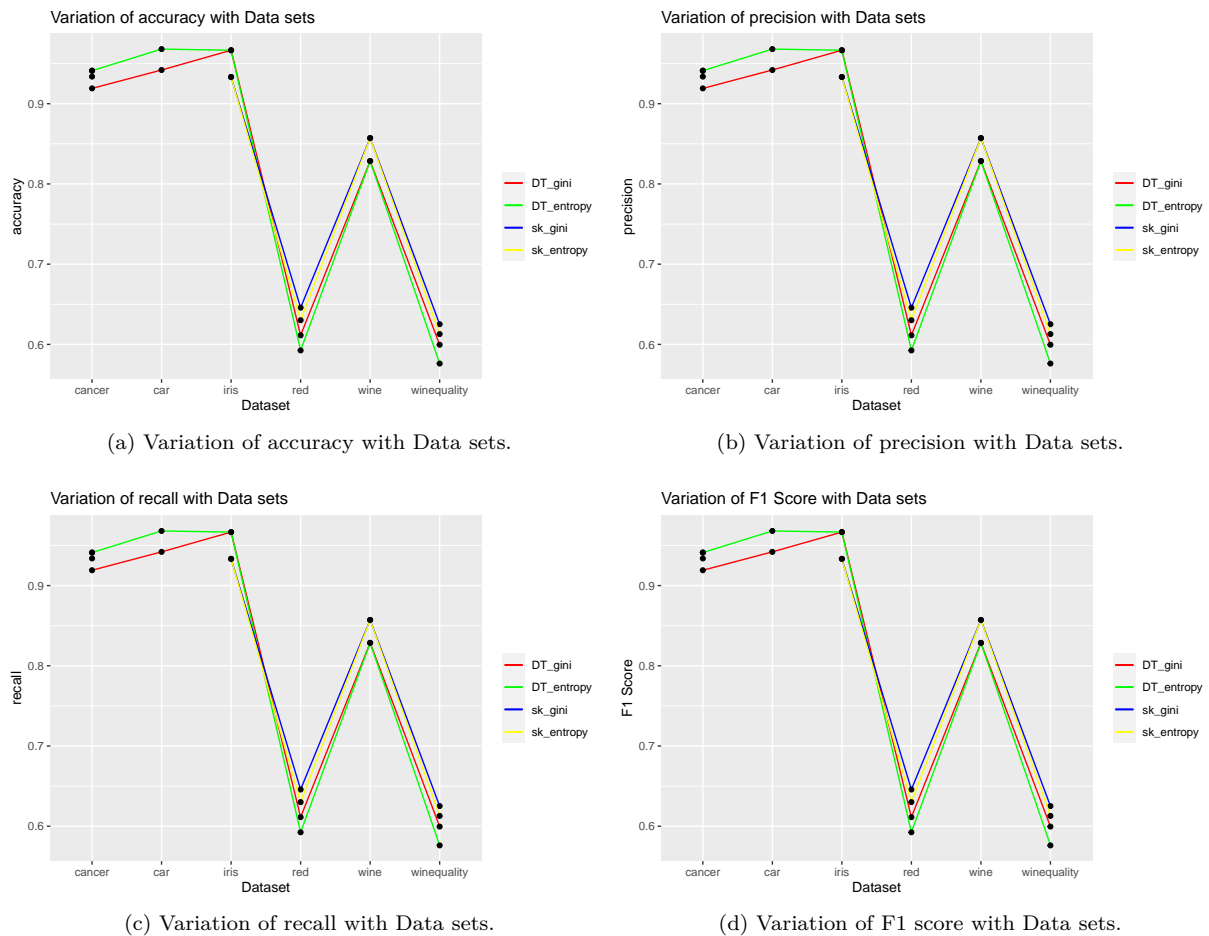 Variation of accuracy with Data sets
accuracy
0.9
0.8
0.7
0.6
cancer car iris red wine winequality
Dataset
DT_gini
DT_entropy
sk_gini
sk_entropy
(a) Variation of accuracy with Data sets.
Variation of precision with Data sets
precision
0.9
0.8
0.7
0.6
cancer car iris red wine winequality
Dataset
DT_gini
DT_entropy
sk_gini
sk_entropy
(b) Variation of precision with Data sets.
Variation of recall with Data sets
recall
0.9
0.8
0.7
0.6
cancer car iris red wine winequality
Dataset
DT_gini
DT_entropy
sk_gini
sk_entropy
(c) Variation of recall with Data sets.
Variation of F1 Score with Data sets
F1 Score
0.9
0.8
0.7
0.6
cancer car iris red wine winequality
Dataset
DT_gini
DT_entropy
sk_gini
sk_entropy
(d) Variation of F1 score with Data sets.